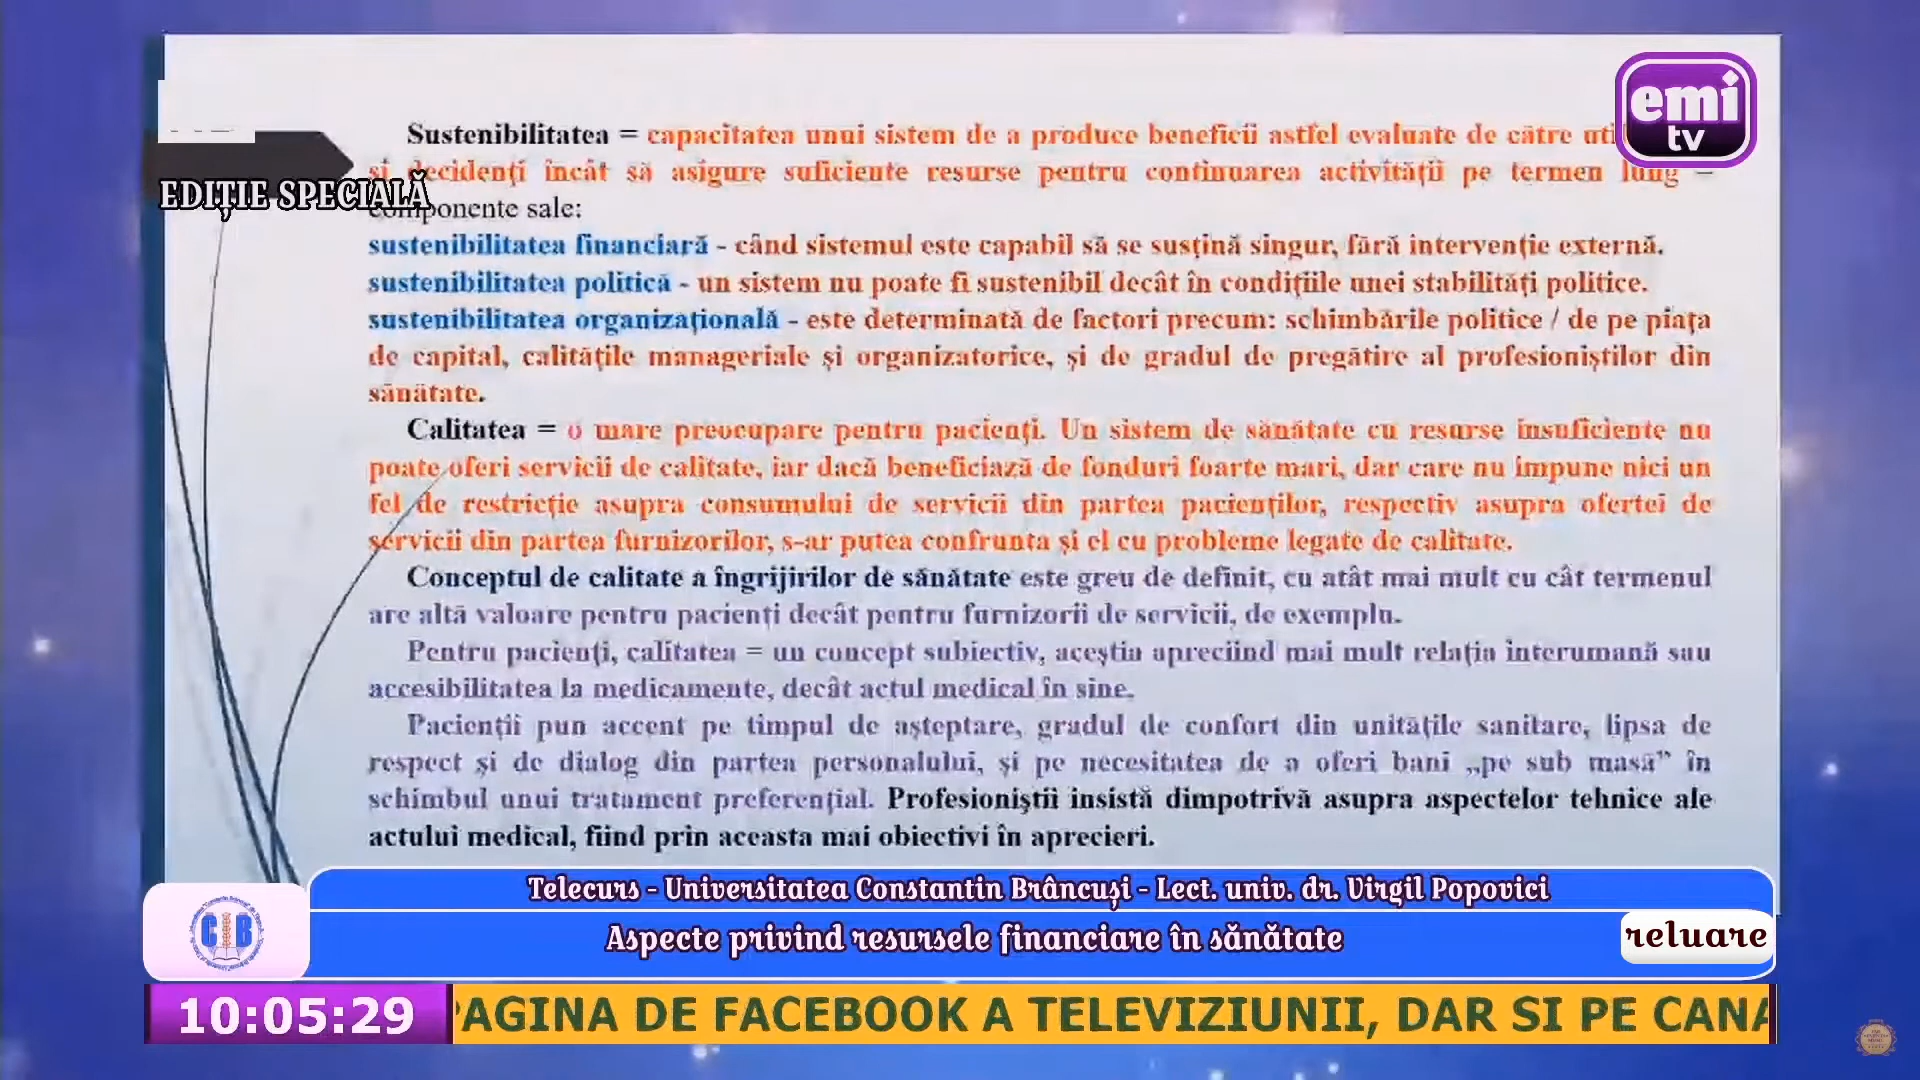 emi
tv
Sustenibilitatea = capacitatea unui sistem de a produce beneficii astfel evaluate de către
și decidenți încât să asigure suficiente resurse pentru continuarea activității pe termen lung –
EDIȚIE SPECIALĂ
componente sale:
sustenibilitatea financiară - când sistemul este capabil să se susțină singur, fără intervenție externă.
sustenibilitatea politică - un sistem nu poate fi sustenibil decât în condițiile unei stabilități politice.
sustenibilitatea organizațională - este determinată de factori precum: schimbările politice / de pe piața
de capital, calitățile manageriale și organizatorice, și de gradul de pregătire al profesioniștilor din
sănătate.
Calitatea = o mare preocupare pentru pacienți. Un sistem de sănătate cu resurse insuficiente nu
poate oferi servicii de calitate, iar dacă beneficiază de fonduri foarte mari, dar care nu impune nici un
fel de restricție asupra consumului de servicii din partea pacienților, respectiv asupra ofertei de
servicii din partea furnizorilor, s-ar putea confrunta și el cu probleme legate de calitate.
Conceptul de calitate a îngrijirilor de sănătate este greu de definit, cu atât mai mult cu cât termenul
are altă valoare pentru pacienți decât pentru furnizorii de servicii, de exemplu.
Pentru pacienți, calitatea = un concept subiectiv, aceștia apreciind mai mult relația interumană sau
accesibilitatea la medicamente, decât actul medical în sine.
Pacienții pun accent pe timpul de așteptare, gradul de confort din unitățile sanitare, lipsa de
respect și de dialog din partea personalului, și pe necesitatea de a oferi bani „pe sub masă” în
schimbul unui tratament preferențial. Profesioniștii insistă dimpotrivă asupra aspectelor tehnice ale
actului medical, fiind prin aceasta mai obiectivi în aprecieri.
Telecurs - Universitatea Constantin Brâncuși - Lect. univ. dr. Virgil Popovici
CIB
Aspecte privind resursele financiare în sănătate
reluare
10:05:29
PAGINA DE FACEBOOK A TELEVIZIUNII, DAR SI PE CANA